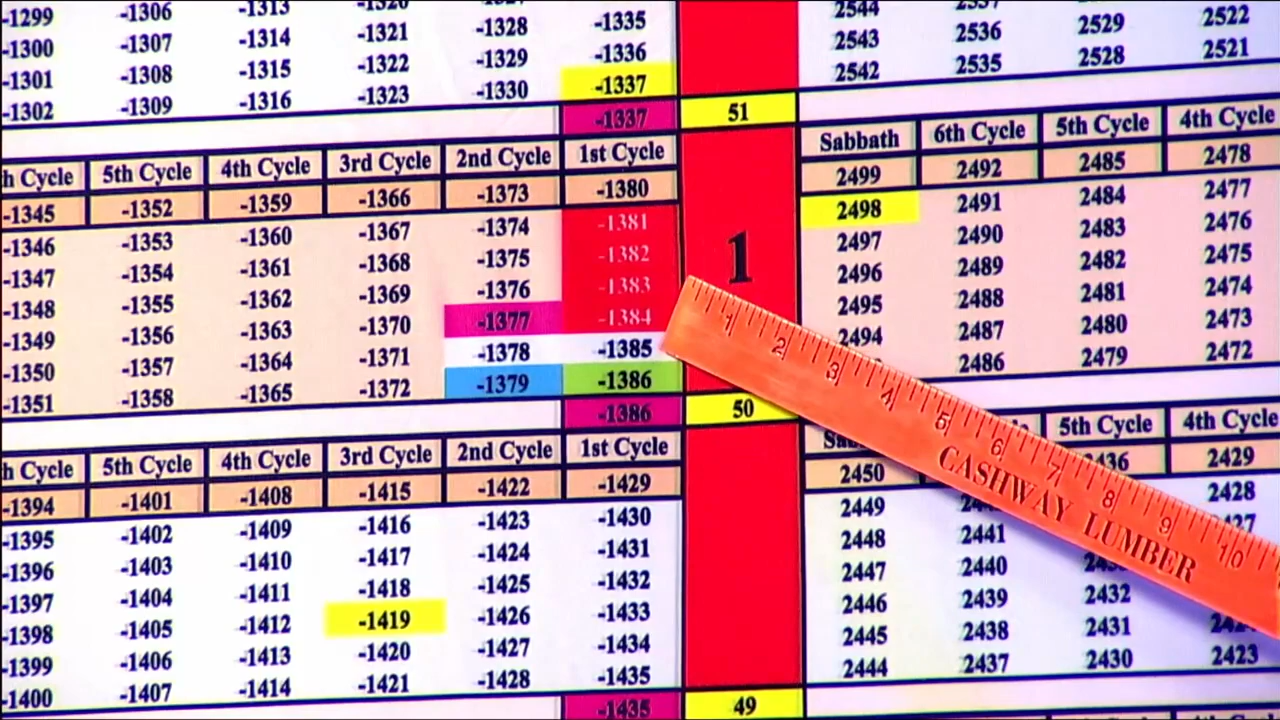 -1299 -1306 -1313 -1328 -1335 2544 2529 2522
-1300 -1307 -1314 -1321 -1329 -1336 2543 2536 2528 2521
-1301 -1308 -1315 -1322 -1330 -1337 2542 2535
-1302 -1309 -1316 -1323 -1337 51
h Cycle 5th Cycle 4th Cycle 3rd Cycle 2nd Cycle 1st Cycle Sabbath 6th Cycle 5th Cycle 4th Cycle
-1345 -1352 -1359 -1366 -1373 -1380 2499 2492 2485 2478
-1346 -1353 -1360 -1367 -1374 -1381 2498 2491 2484 2477
-1347 -1354 -1361 -1368 -1375 -1382 1 2497 2490 2483 2476
-1348 -1355 -1362 -1369 -1376 -1383 2496 2489 2482 2475
-1349 -1356 -1363 -1370 -1377 -1384 2495 2488 2481 2474
-1350 -1357 -1364 -1371 -1378 -1385 2494 2487 2480 2473
-1351 -1358 -1365 -1372 -1379 -1386 2486 2479 2472
-1386 50
h Cycle 5th Cycle 4th Cycle 3rd Cycle 2nd Cycle 1st Cycle 5th Cycle 4th Cycle
-1394 -1401 -1408 -1415 -1422 -1429 2450 2429
-1395 -1402 -1409 -1416 -1423 -1430 2449 2428
-1396 -1403 -1410 -1417 -1424 -1431 2448 2441
-1397 -1404 -1411 -1418 -1425 -1432 2447 2440
-1398 -1405 -1412 -1419 -1426 -1433 2446 2439 2432
-1399 -1406 -1413 -1420 -1427 -1434 2445 2438 2431
-1400 -1407 -1414 -1421 -1428 -1435 2444 2437 2430 2423
-1435 49
1 2 3 4 5 6 7 8 9 10
CASHWAY LUMBER